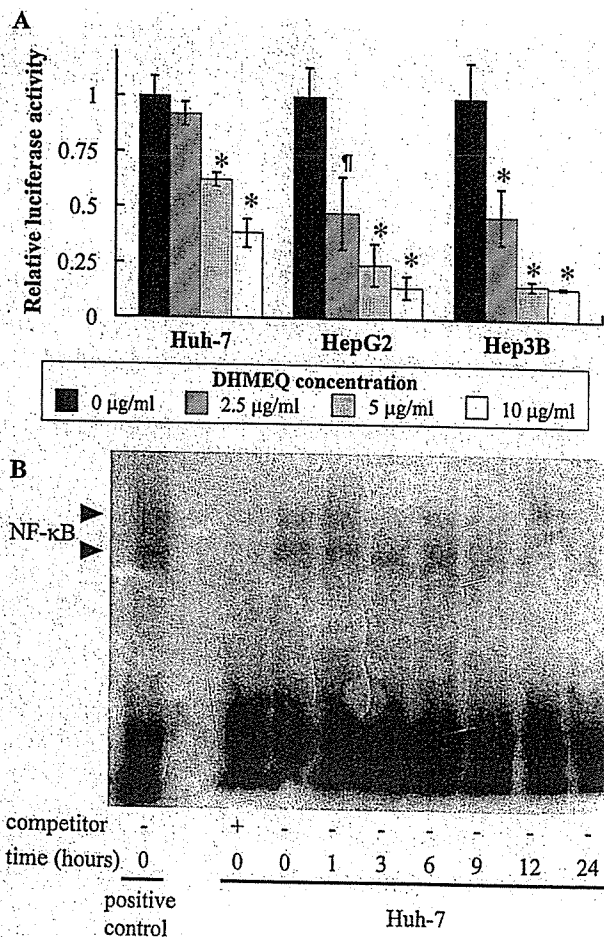 A
Relative luciferase activity
1
0.75
0.5
0.25
0
* * ¶ * * * * *
Huh-7 HepG2 Hep3B
DHMEQ concentration
0 µg/ml 2.5 µg/ml 5 µg/ml 10 µg/ml
B
NF-κB
competitor - + - - - - - - -
time (hours) 0 0 0 1 3 6 9 12 24
positive control
Huh-7